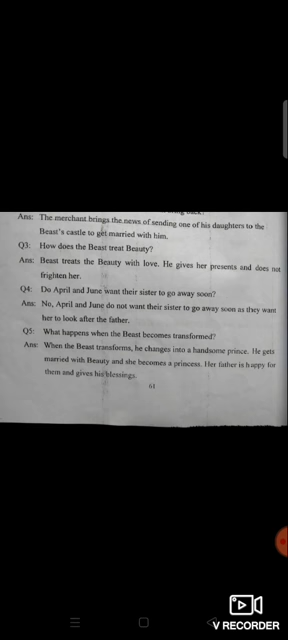 Ans: The merchant brings the news of sending one of his daughters to the
Beast's castle to get married with him.
Q3: How does the Beast treat Beauty?
Ans: Beast treats the Beauty with love. He gives her presents and does not
frighten her.
Q4: Do April and June want their sister to go away soon?
Ans: No, April and June do not want their sister to go away soon as they want
her to look after the father.
Q5: What happens when the Beast becomes transformed?
Ans: When the Beast transforms, he changes into a handsome prince. He gets
married with Beauty and she becomes a princess. Her father is happy for
them and gives his blessings.
61
V RECORDER